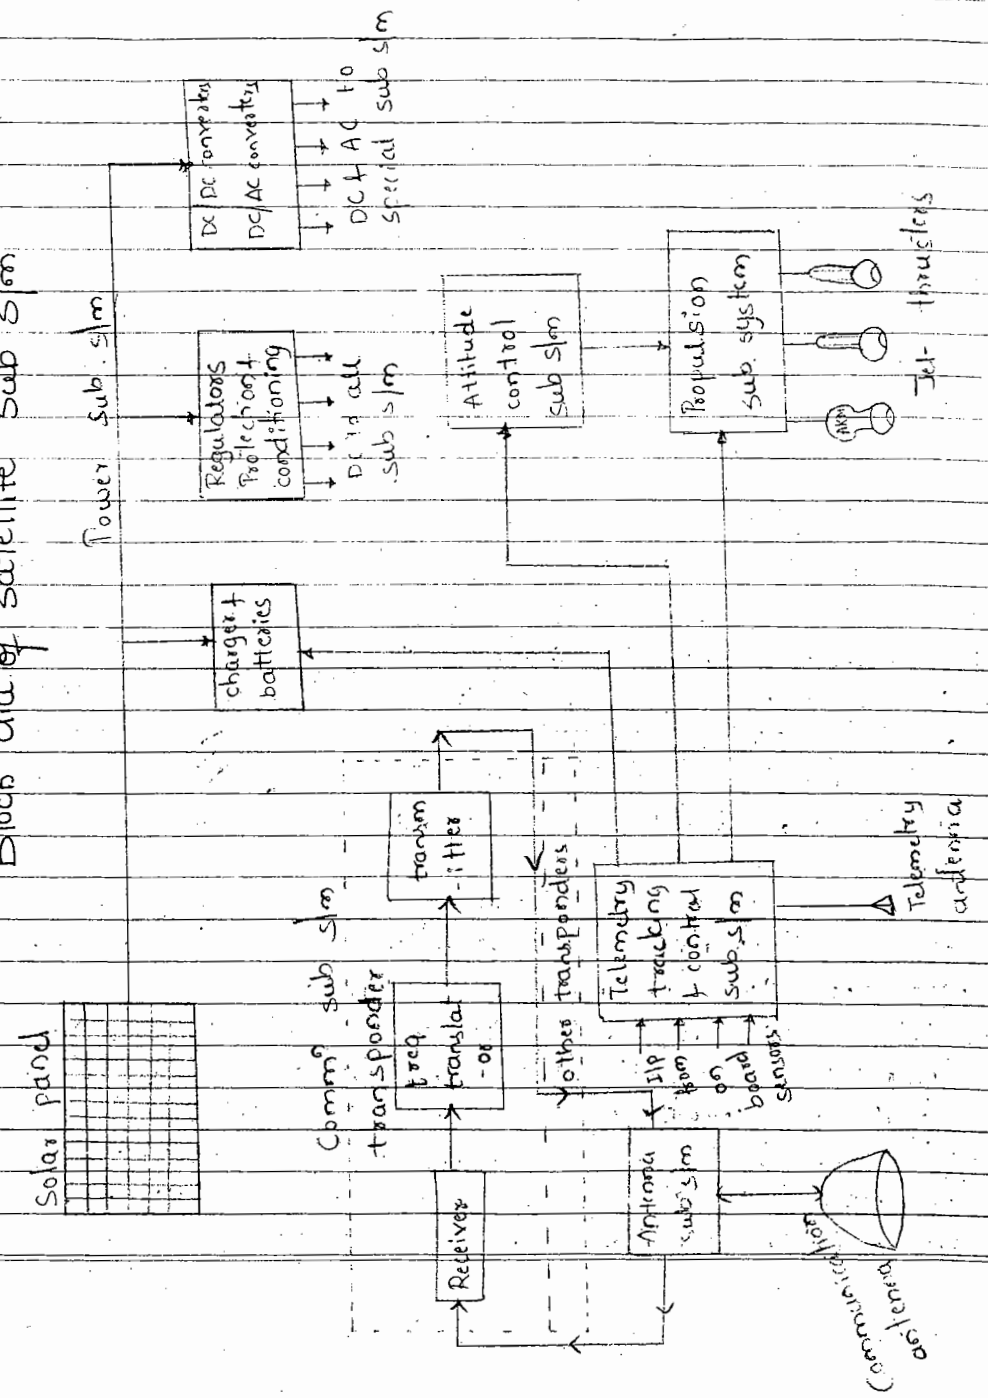 Block dia of satellite sub s/m
Power sub s/m
Solar panel
charger +
batteries
Regulators
Protection +
conditioning
DC to all
sub s/m
DC/DC converters
DC/AC converters
DC + AC to
special sub s/m
Commn sub s/m
transponder
Receiver
freq
translat
-or
transm
-itter
other transponders
Antenna
sub s/m
Communication
antenna
I/P
from
on
board
sensors
Telemetry
tracking
+ control
sub s/m
Telemetry
antenna
Attitude
control
sub s/m
Propulsion
sub system
AKM
Jet thrusters